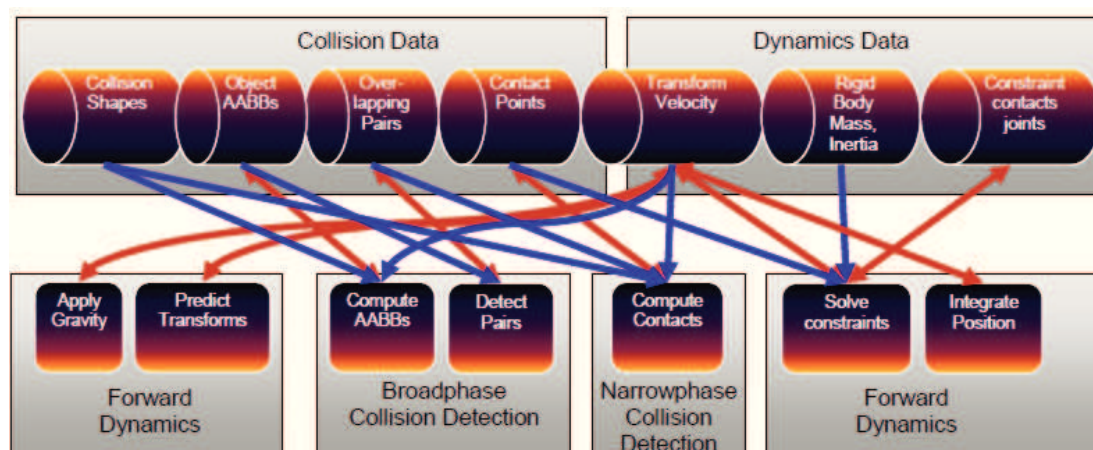 Collision Data
Dynamics Data
Collision
Shapes
Object
AABBs
Over-
lapping
Pairs
Contact
Points
Transform
Velocity
Rigid
Body
Mass,
Inertia
Constraint
contacts
joints
Apply
Gravity
Predict
Transforms
Forward
Dynamics
Compute
AABBs
Detect
Pairs
Broadphase
Collision Detection
Compute
Contacts
Narrowphase
Collision
Detection
Solve
constraints
Integrate
Position
Forward
Dynamics